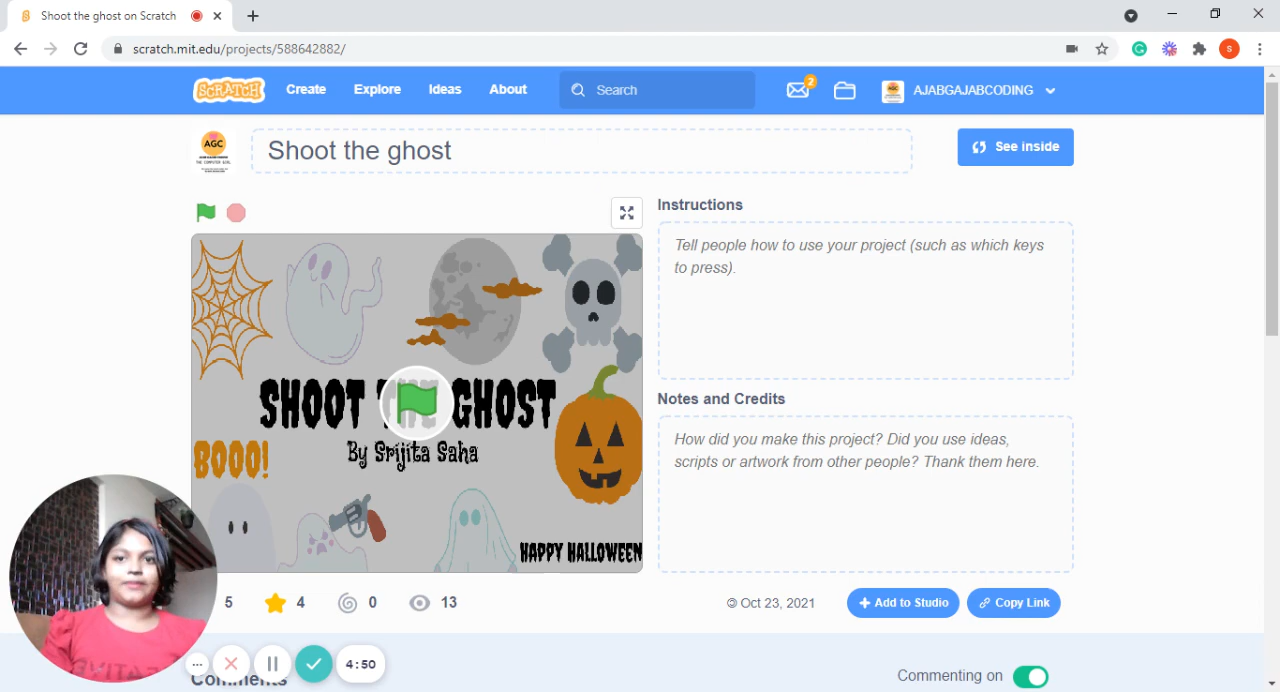 Shoot the ghost on Scratch
scratch.mit.edu/projects/588642882/
S
SCRATCH
Create
Explore
Ideas
About
Search
2
AJABGAJABCODING
AGC
Shoot the ghost
See inside
Instructions
Tell people how to use your project (such as which keys
to press).
SHOOT THE GHOST
By Srijita Saha
BOOO!
HAPPY HALLOWEEN
Notes and Credits
How did you make this project? Did you use ideas,
scripts or artwork from other people? Thank them here.
5
4
0
13
Oct 23, 2021
Add to Studio
Copy Link
4:50
Comments
Commenting on